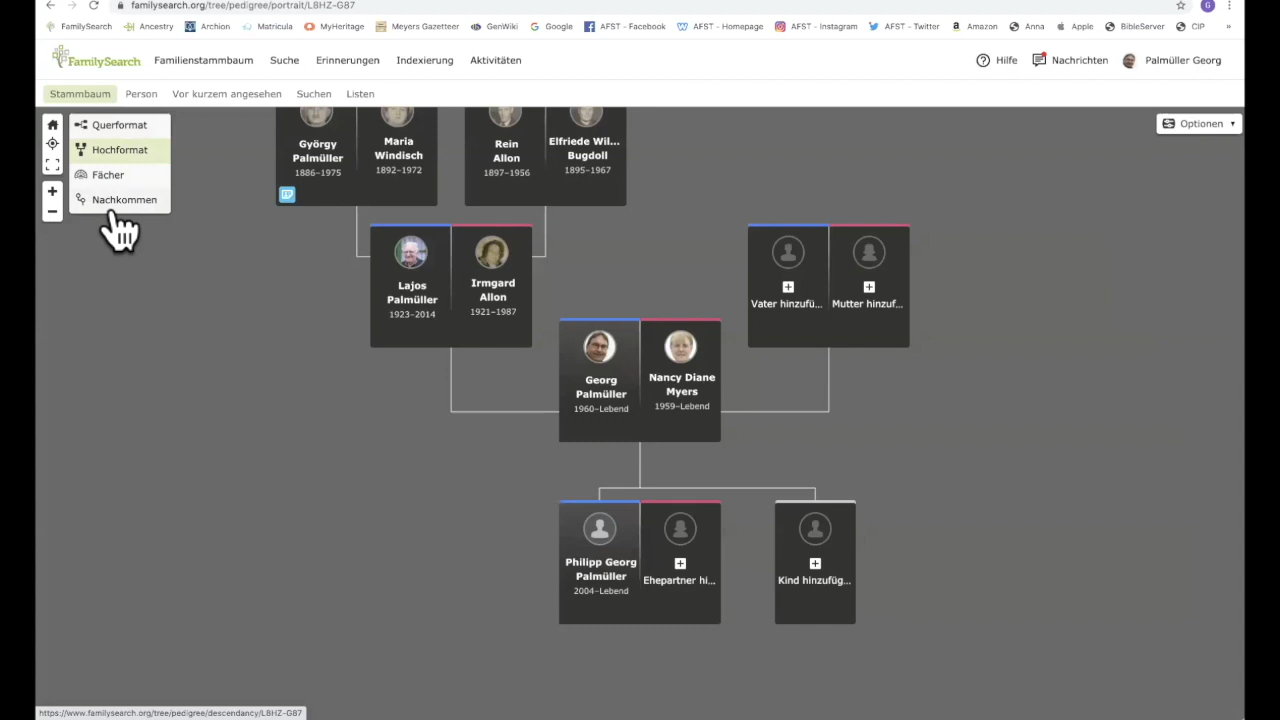 familysearch.org/tree/pedigree/portrait/L8HZ-G87
G
FamilySearch Ancestry Archion Matricula MyHeritage Meyers Gazetteer GenWiki Google AFST - Facebook AFST - Homepage AFST - Instagram AFST - Twitter Amazon Anna Apple BibleServer CIP »
FamilySearch Familienstammbaum Suche Erinnerungen Indexierung Aktivitäten Hilfe Nachrichten Palmüller Georg
Stammbaum Person Vor kurzem angesehen Suchen Listen
Querformat
Hochformat
Fächer
Nachkommen
Optionen
György
Palmüller
1886–1975
Maria
Windisch
1892–1972
Rein
Allon
1897–1956
Elfriede Wil...
Bugdoll
1895–1967
Lajos
Palmüller
1923–2014
Irmgard
Allon
1921–1987
Vater hinzufü...
Mutter hinzuf...
Georg
Palmüller
1960–Lebend
Nancy Diane
Myers
1959–Lebend
Philipp Georg
Palmüller
2004–Lebend
Ehepartner hi...
Kind hinzufüg...
https://www.familysearch.org/tree/pedigree/descendancy/L8HZ-G87